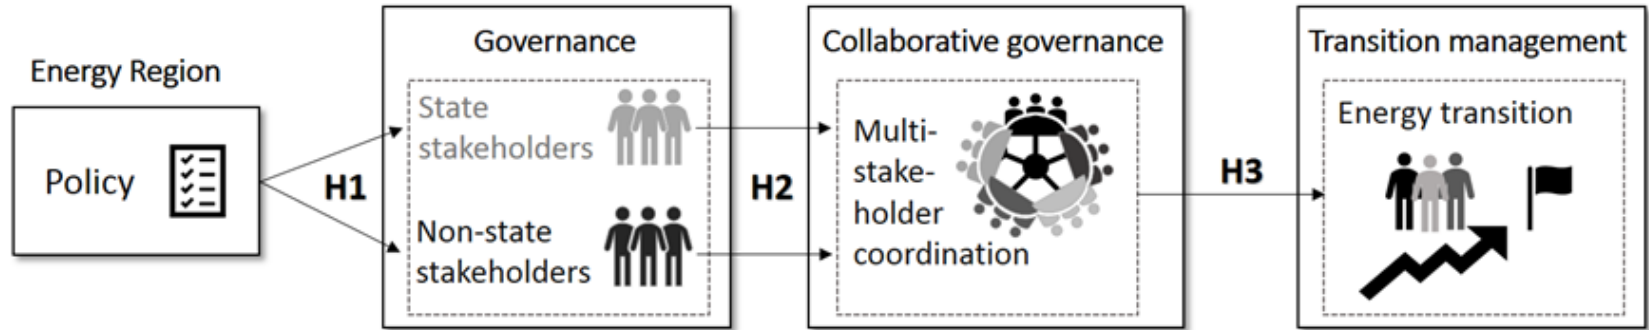 Energy Region
Policy
H1
Governance
State
stakeholders
Non-state
stakeholders
H2
Collaborative governance
Multi-
stake-
holder
coordination
H3
Transition management
Energy transition